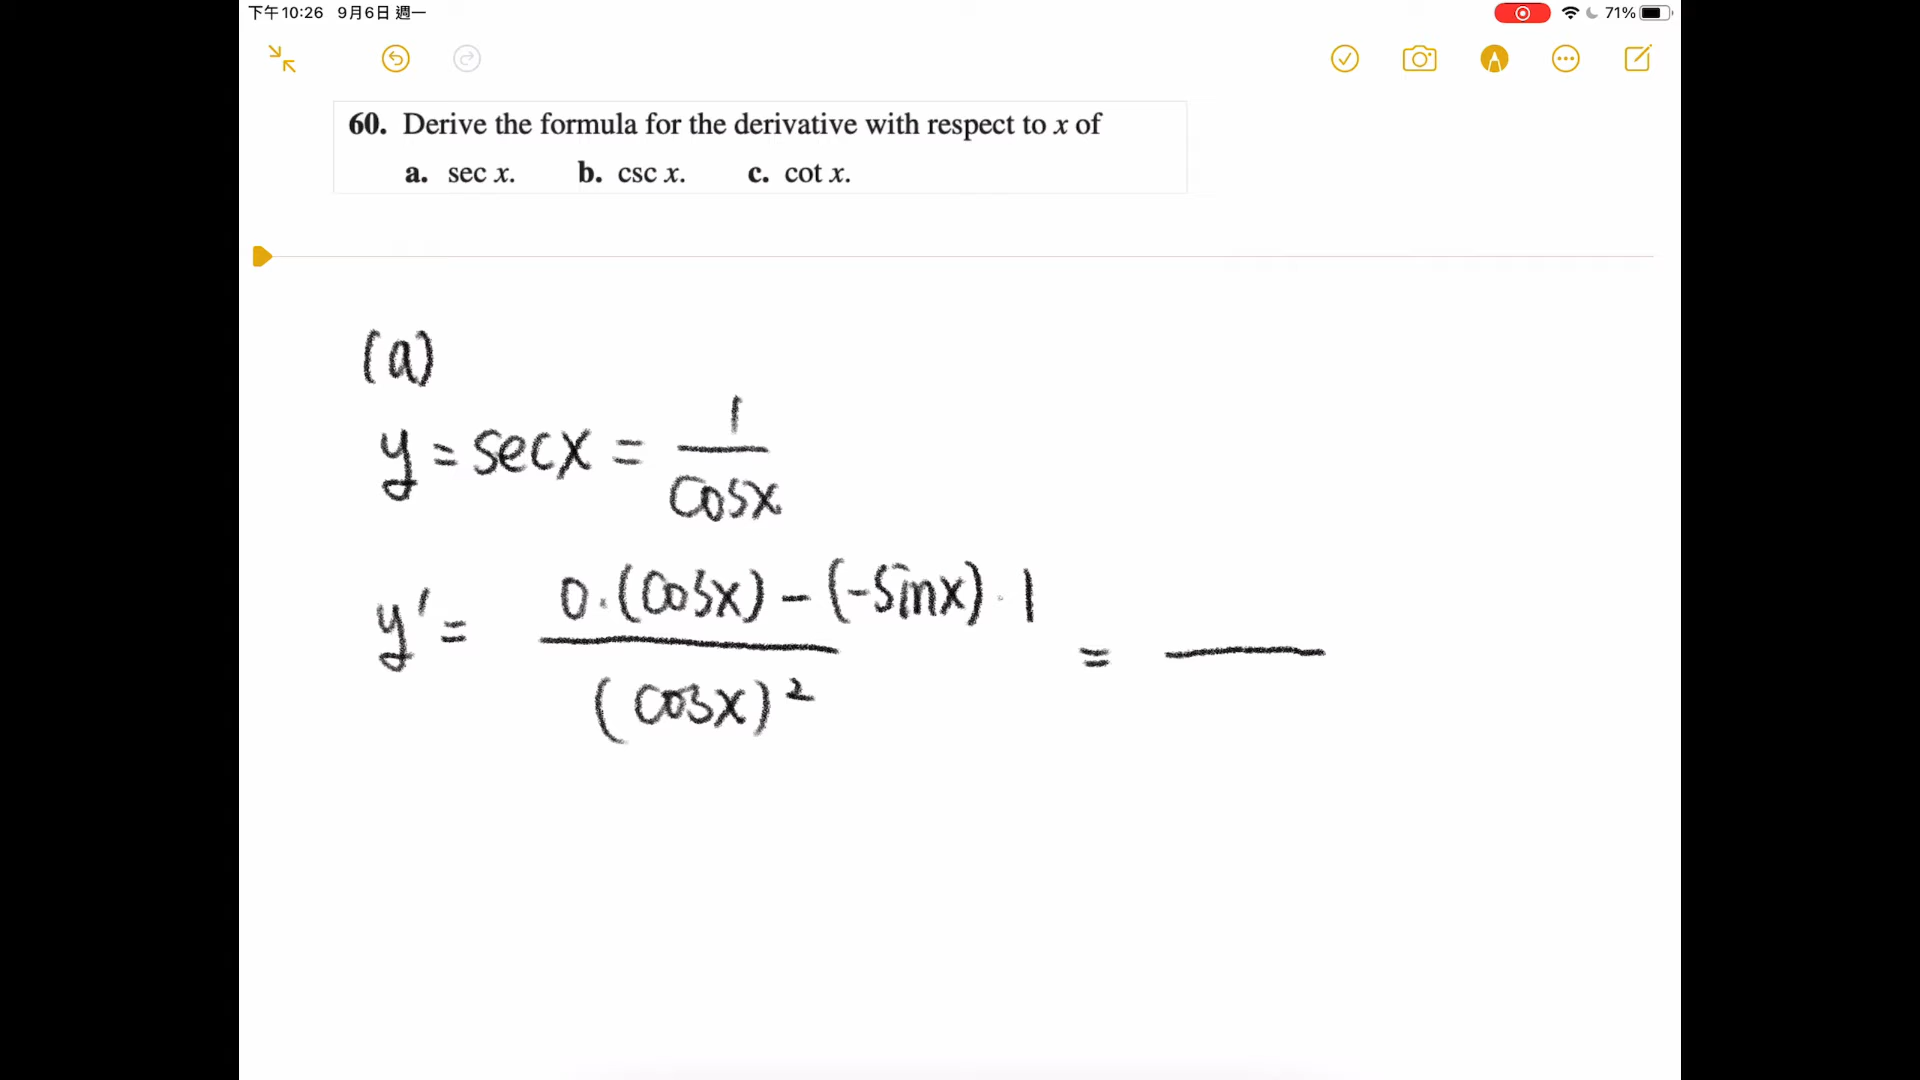 下午10:26 9月6日 週一
71%
60. Derive the formula for the derivative with respect to x of
a. sec x. b. csc x. c. cot x.
(a)
y = secx = 1/cosx
y' = (0·(cosx) - (-sinx)·1)/(cosx)² =